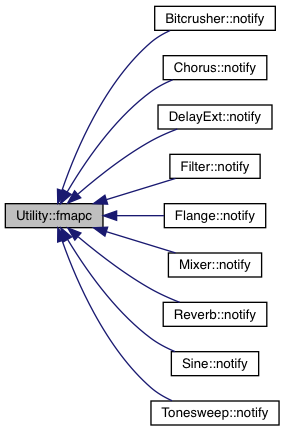 Bitcrusher::notify
Chorus::notify
DelayExt::notify
Filter::notify
Utility::fmapc
Flange::notify
Mixer::notify
Reverb::notify
Sine::notify
Tonesweep::notify